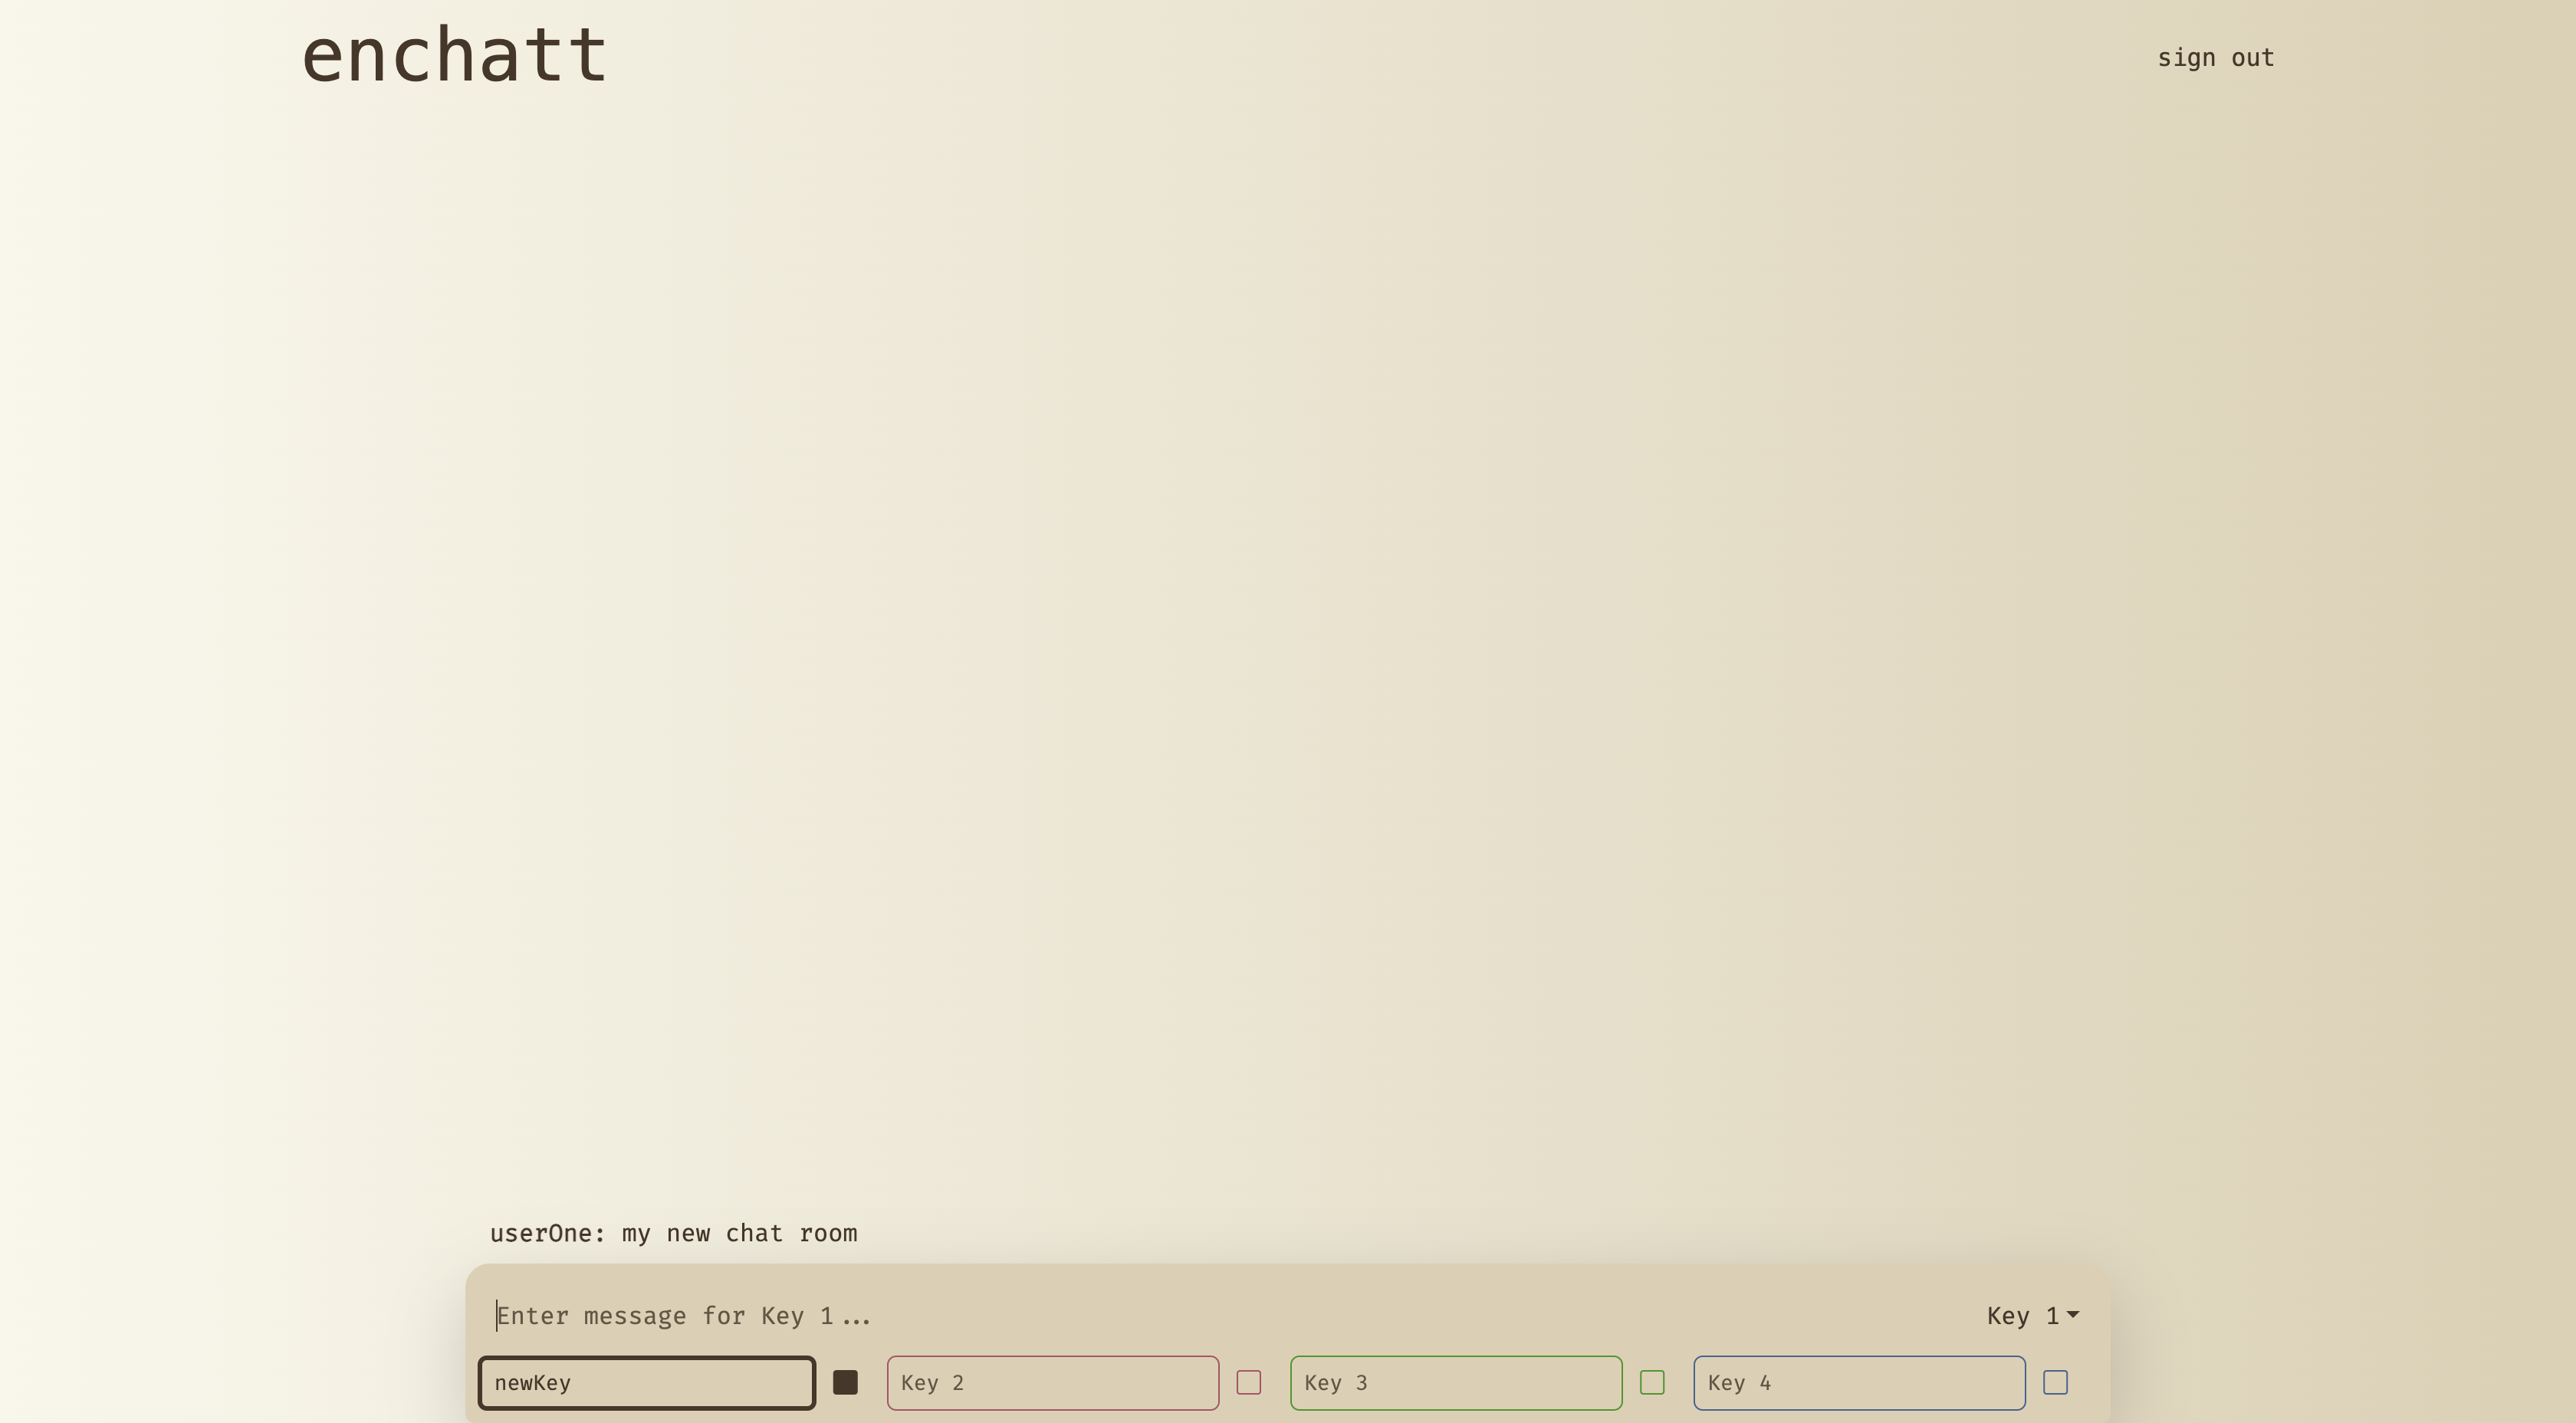 enchatt
sign out
userOne: my new chat room
Enter message for Key 1...
Key 1
newKey
Key 2
Key 3
Key 4